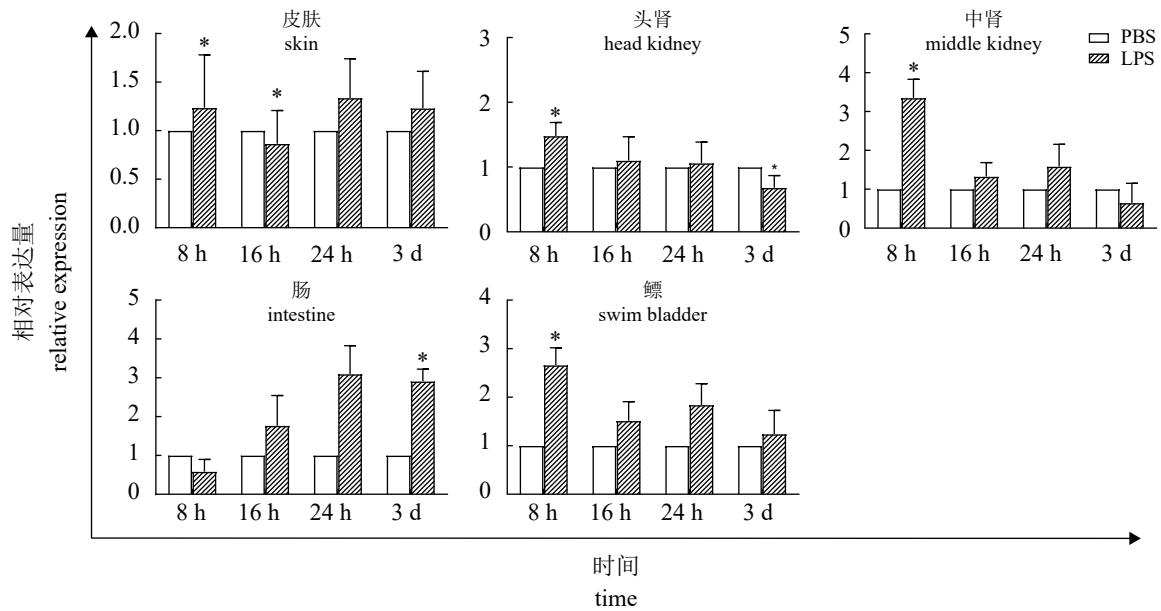 皮肤
skin
2.0
1.5
1.0
0.5
0.0
*
*
8 h 16 h 24 h 3 d
头肾
head kidney
3
2
1
0
*
*
8 h 16 h 24 h 3 d
中肾
middle kidney
5
4
3
2
1
0
*
8 h 16 h 24 h 3 d
PBS
LPS
肠
intestine
5
4
3
2
1
0
*
8 h 16 h 24 h 3 d
鳔
swim bladder
4
3
2
1
0
*
8 h 16 h 24 h 3 d
相对表达量
relative expression
时间
time